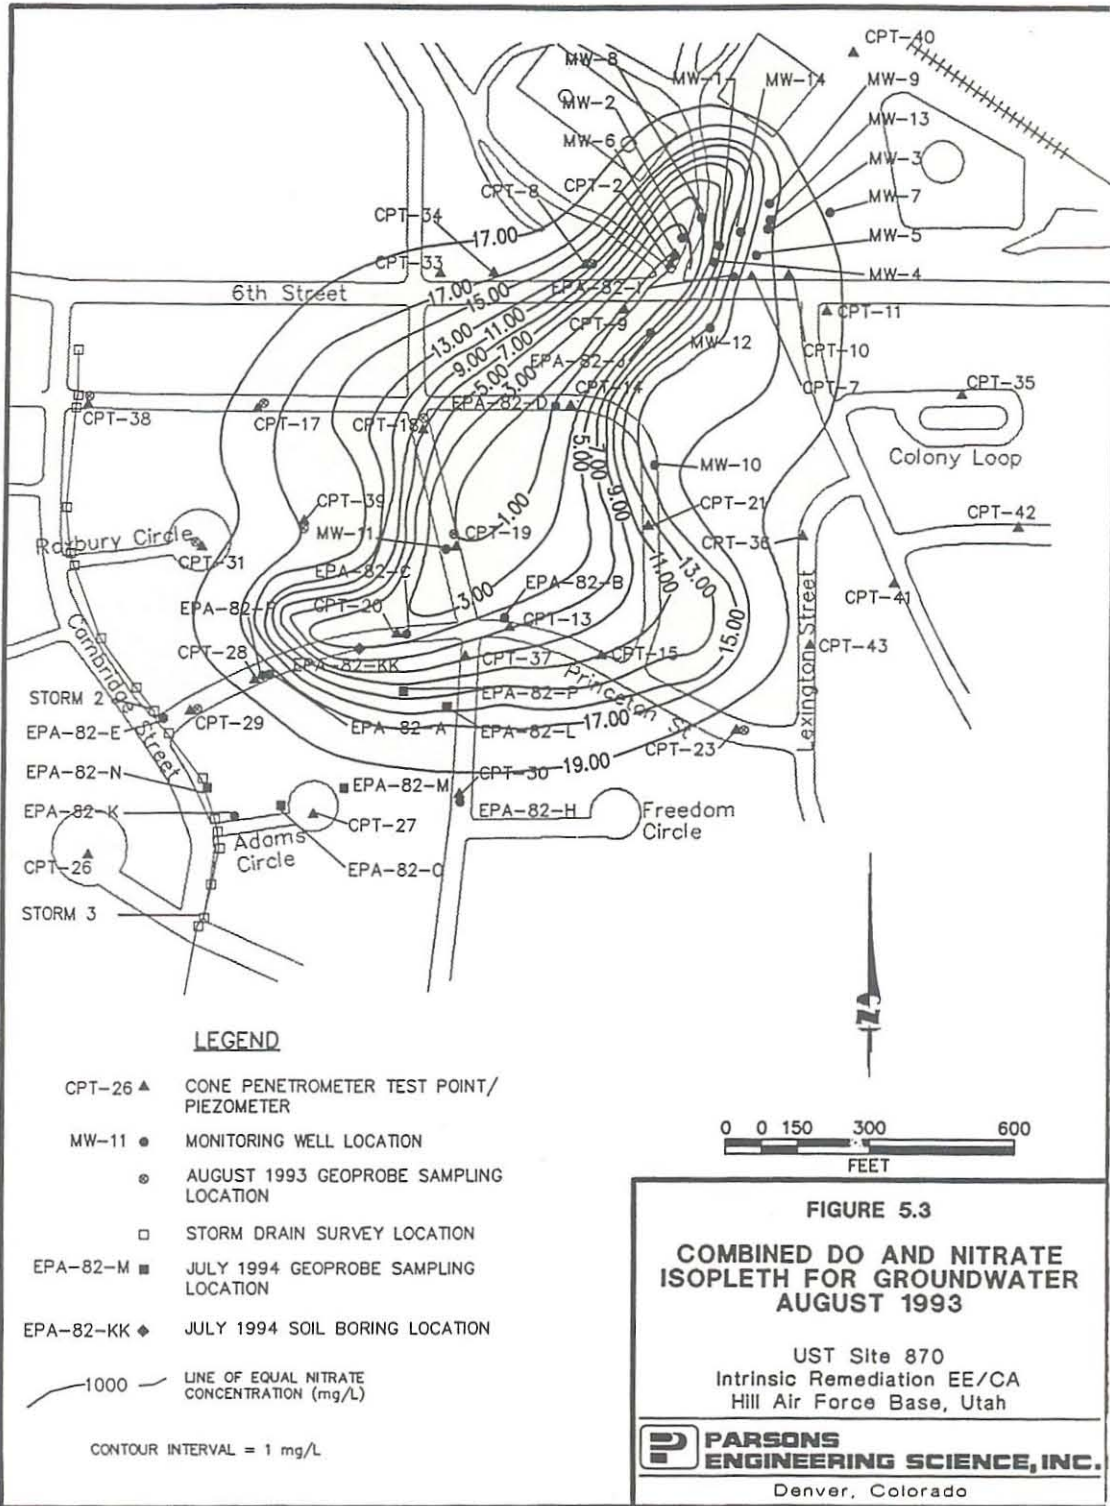 CPT-40
MW-8
MW-1
MW-14
MW-9
MW-2
MW-13
MW-6
MW-3
CPT-8
CPT-2
MW-7
CPT-34
17.00
MW-5
CPT-33
MW-4
6th Street
17.00
15.00
EPA-82-I
13.00
11.00
CPT-9
CPT-11
9.00
7.00
EPA-82-J
MW-12
CPT-10
5.00
3.00
CPT-14
CPT-7
CPT-35
EPA-82-D
CPT-38
CPT-17
CPT-18
5.00
7.00
9.00
MW-10
Colony Loop
CPT-39
1.00
CPT-21
CPT-42
Roxbury Circle
MW-11
CPT-19
CPT-36
CPT-31
EPA-82-C
11.00
13.00
EPA-82-B
EPA-82-F
CPT-20
3.00
CPT-13
CPT-41
15.00
Lexington Street
Cambridge Street
CPT-28
EPA-82-KK
CPT-37
CPT-15
CPT-43
STORM 2
EPA-82-P
Princeton St
EPA-82-E
CPT-29
EPA-82-A
EPA-82-L
17.00
CPT-23
EPA-82-N
EPA-82-M
CPT-30
19.00
EPA-82-K
EPA-82-H
Freedom
Circle
Adams
Circle
CPT-27
CPT-26
EPA-82-O
STORM 3
N
LEGEND
CPT-26 CONE PENETROMETER TEST POINT/
PIEZOMETER
MW-11 MONITORING WELL LOCATION
AUGUST 1993 GEOPROBE SAMPLING
LOCATION
STORM DRAIN SURVEY LOCATION
EPA-82-M JULY 1994 GEOPROBE SAMPLING
LOCATION
EPA-82-KK JULY 1994 SOIL BORING LOCATION
1000 LINE OF EQUAL NITRATE
CONCENTRATION (mg/L)
CONTOUR INTERVAL = 1 mg/L
0 0 150 300 600
FEET
FIGURE 5.3
COMBINED DO AND NITRATE
ISOPLETH FOR GROUNDWATER
AUGUST 1993
UST Site 870
Intrinsic Remediation EE/CA
Hill Air Force Base, Utah
PARSONS
ENGINEERING SCIENCE, INC.
Denver, Colorado